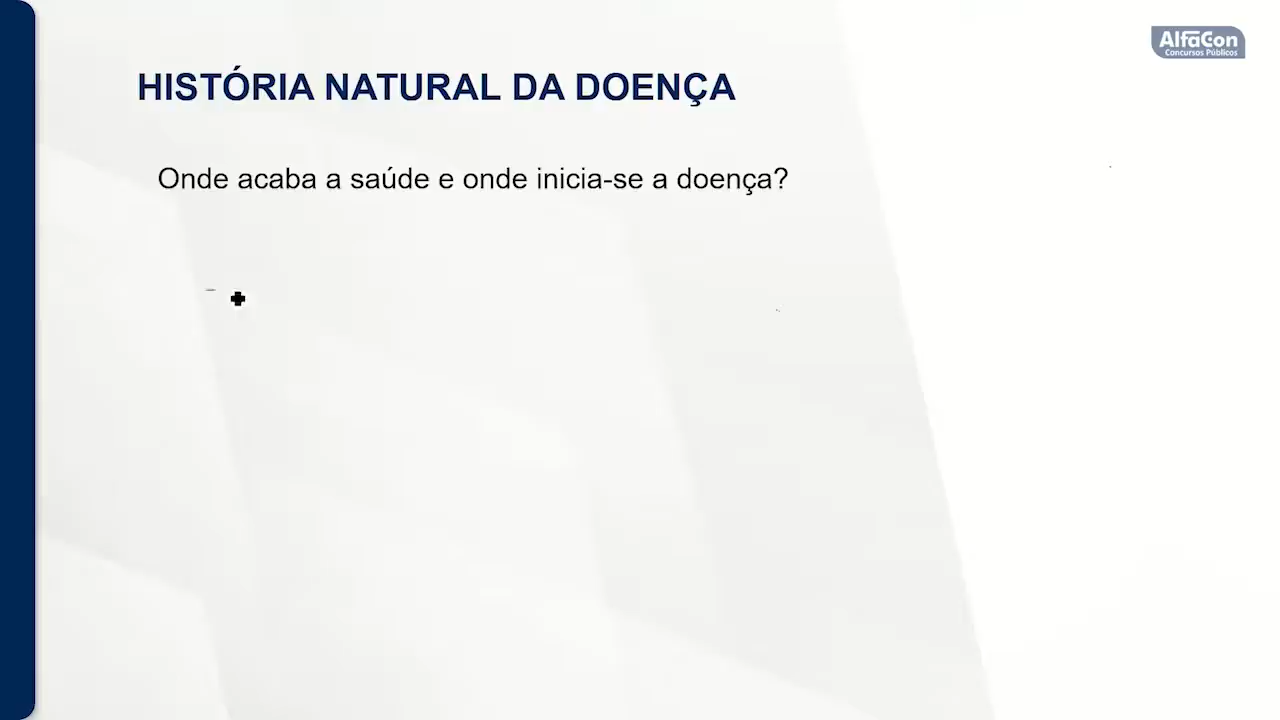 AlfaCon
Concursos Públicos
HISTÓRIA NATURAL DA DOENÇA
Onde acaba a saúde e onde inicia-se a doença?